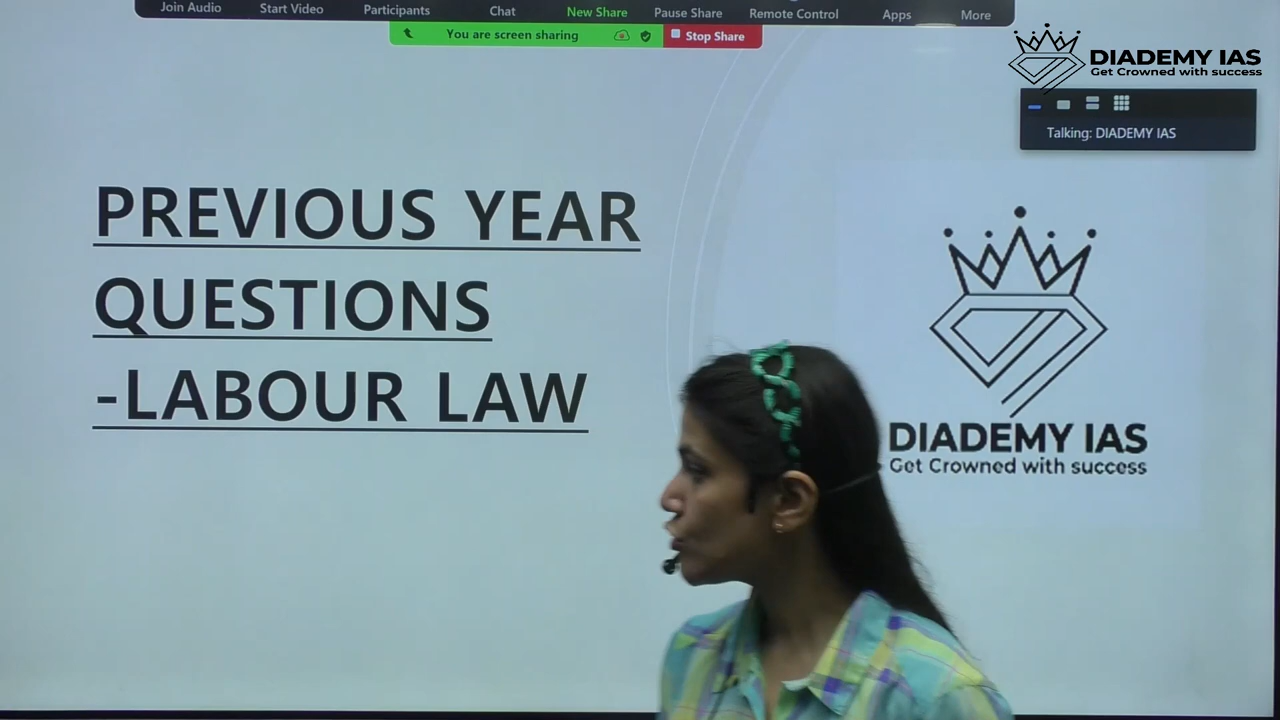 Join Audio Start Video Participants Chat New Share Pause Share Remote Control Apps More
You are screen sharing Stop Share
DIADEMY IAS
Get Crowned with success
Talking: DIADEMY IAS
PREVIOUS YEAR
QUESTIONS
-LABOUR LAW
DIADEMY IAS
Get Crowned with success